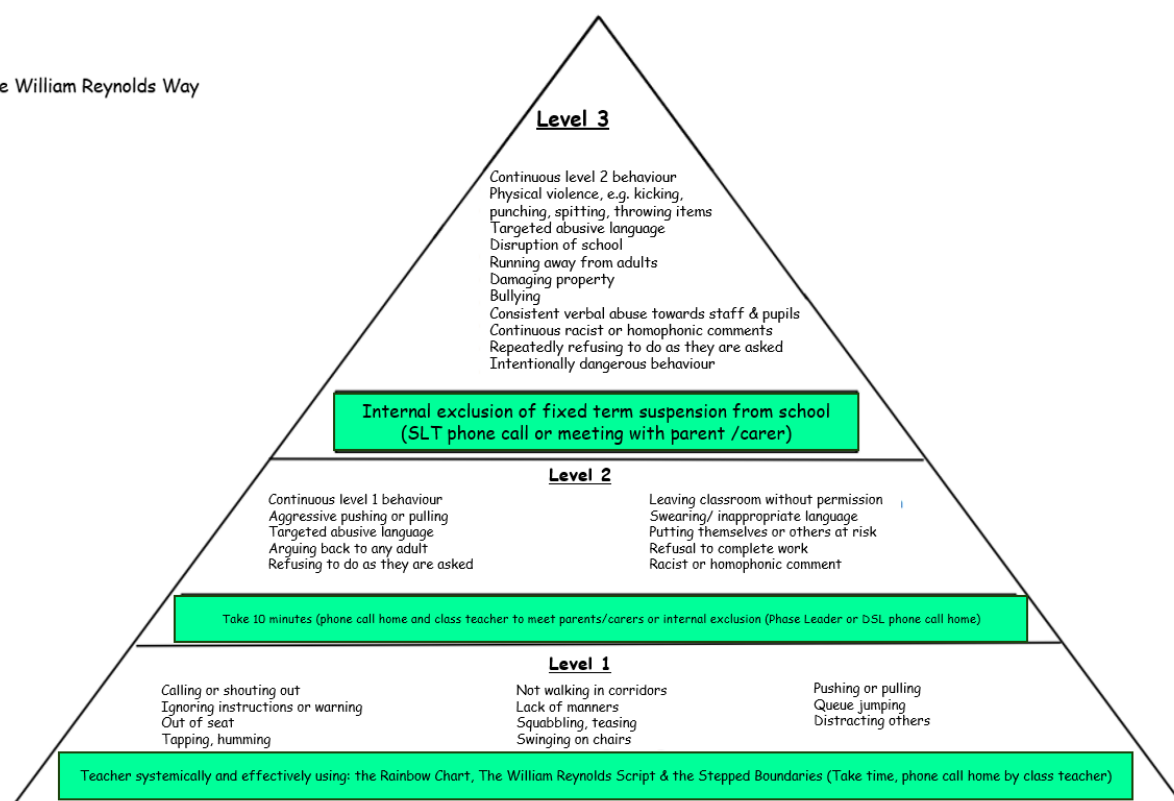 e William Reynolds Way
Level 3
Continuous level 2 behaviour
Physical violence, e.g. kicking,
punching, spitting, throwing items
Targeted abusive language
Disruption of school
Running away from adults
Damaging property
Bullying
Consistent verbal abuse towards staff & pupils
Continuous racist or homophonic comments
Repeatedly refusing to do as they are asked
Intentionally dangerous behaviour
Internal exclusion of fixed term suspension from school
(SLT phone call or meeting with parent /carer)
Level 2
Continuous level 1 behaviour
Aggressive pushing or pulling
Targeted abusive language
Arguing back to any adult
Refusing to do as they are asked
Leaving classroom without permission
Swearing/ inappropriate language
Putting themselves or others at risk
Refusal to complete work
Racist or homophonic comment
Take 10 minutes (phone call home and class teacher to meet parents/carers or internal exclusion (Phase Leader or DSL phone call home)
Level 1
Calling or shouting out
Ignoring instructions or warning
Out of seat
Tapping, humming
Not walking in corridors
Lack of manners
Squabbling, teasing
Swinging on chairs
Pushing or pulling
Queue jumping
Distracting others
Teacher systemically and effectively using: the Rainbow Chart, The William Reynolds Script & the Stepped Boundaries (Take time, phone call home by class teacher)